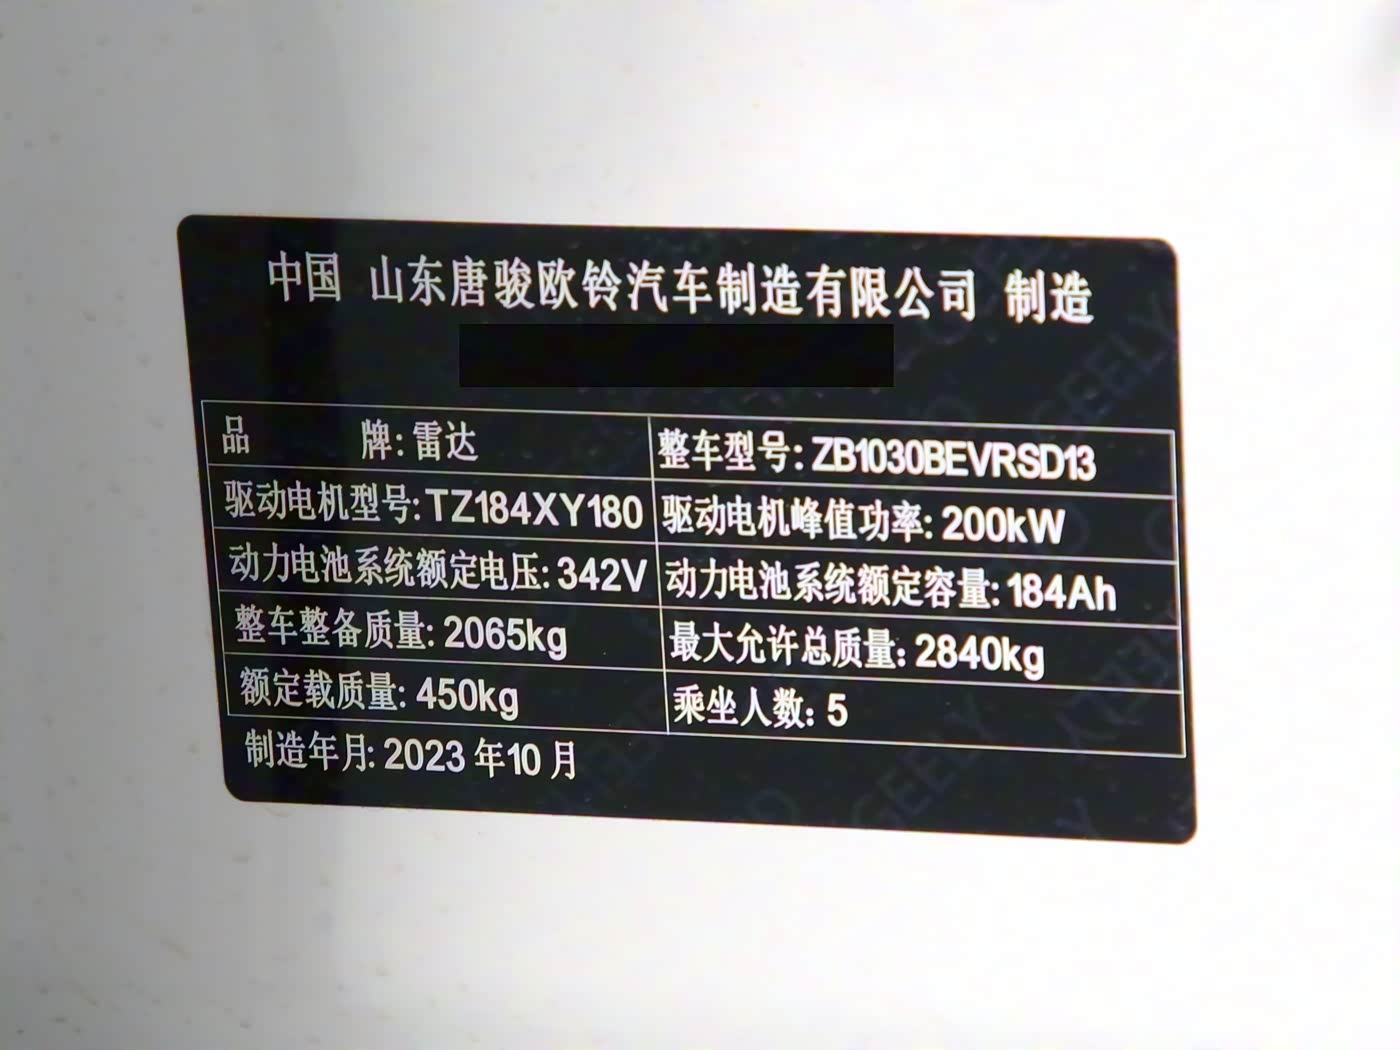 中国 山东唐骏欧铃汽车制造有限公司 制造
品 牌: 雷达 整车型号: ZB1030BEVRSD13
驱动电机型号: TZ184XY180 驱动电机峰值功率: 200kW
动力电池系统额定电压: 342V 动力电池系统额定容量: 184Ah
整车整备质量: 2065kg 最大允许总质量: 2840kg
额定载质量: 450kg 乘坐人数: 5
制造年月: 2023 年10 月
GEELY
GEELY
GEELY